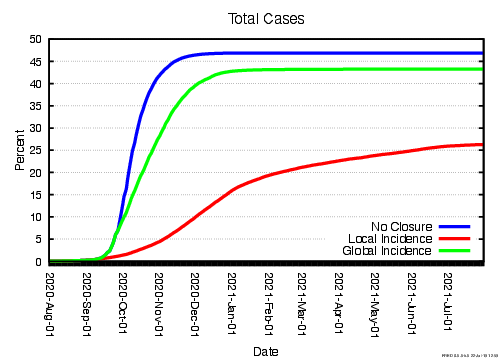 Total Cases
50
45
40
35
30
25
20
15
10
5
0
Percent
No Closure
Local Incidence
Global Incidence
2020-Aug-01
2020-Sep-01
2020-Oct-01
2020-Nov-01
2020-Dec-01
2021-Jan-01
2021-Feb-01
2021-Mar-01
2021-Apr-01
2021-May-01
2021-Jun-01
2021-Jul-01
Date